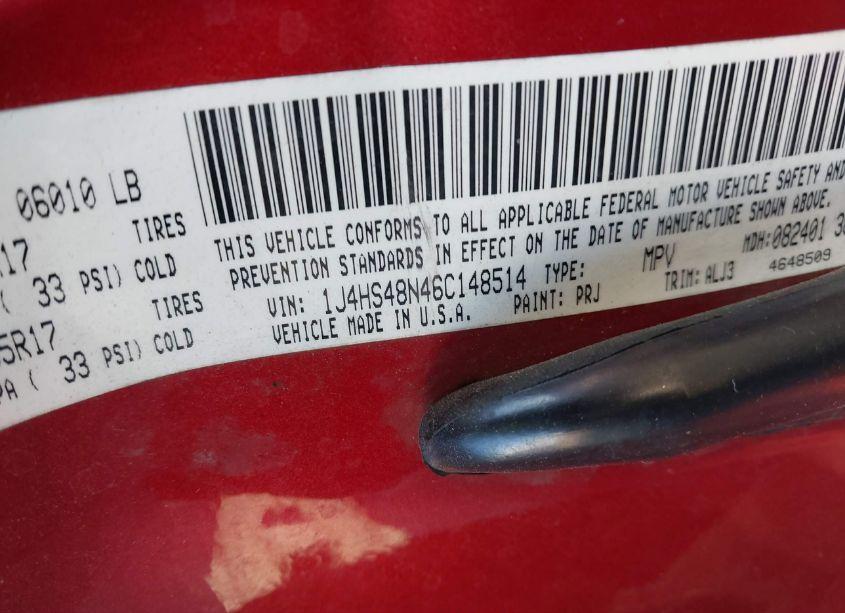 06010 LB
R17 TIRES
( 33 PSI) COLD
5R17 TIRES
PA ( 33 PSI) COLD
THIS VEHICLE CONFORMS TO ALL APPLICABLE FEDERAL MOTOR VEHICLE SAFETY AND
PREVENTION STANDARDS IN EFFECT ON THE DATE OF MANUFACTURE SHOWN ABOVE.
VIN: 1J4HS48N46C148514 TYPE: MPV MDH:082401
VEHICLE MADE IN U.S.A. PAINT: PRJ TRIM: ALJ3 4648509